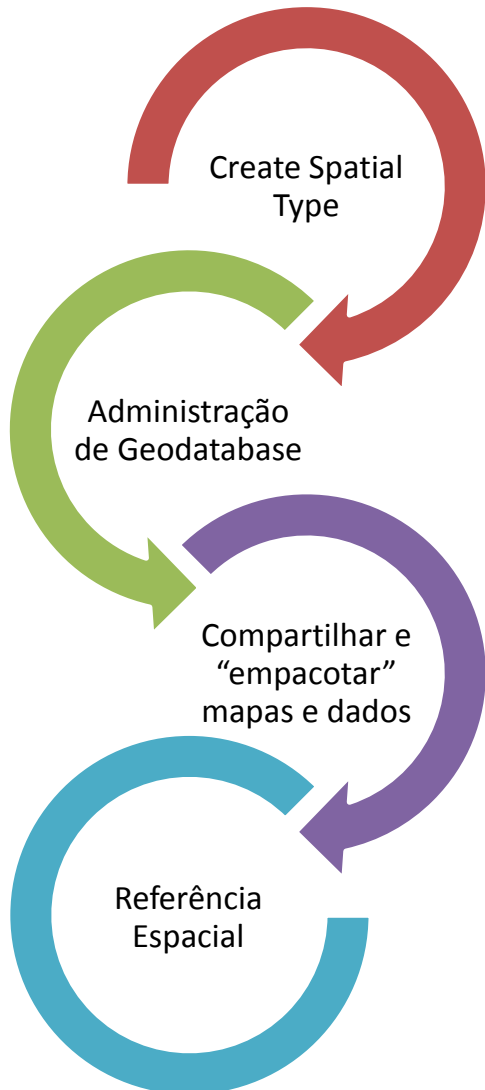 Create Spatial
Type
Administração
de Geodatabase
Compartilhar e
“empacotar”
mapas e dados
Referência
Espacial